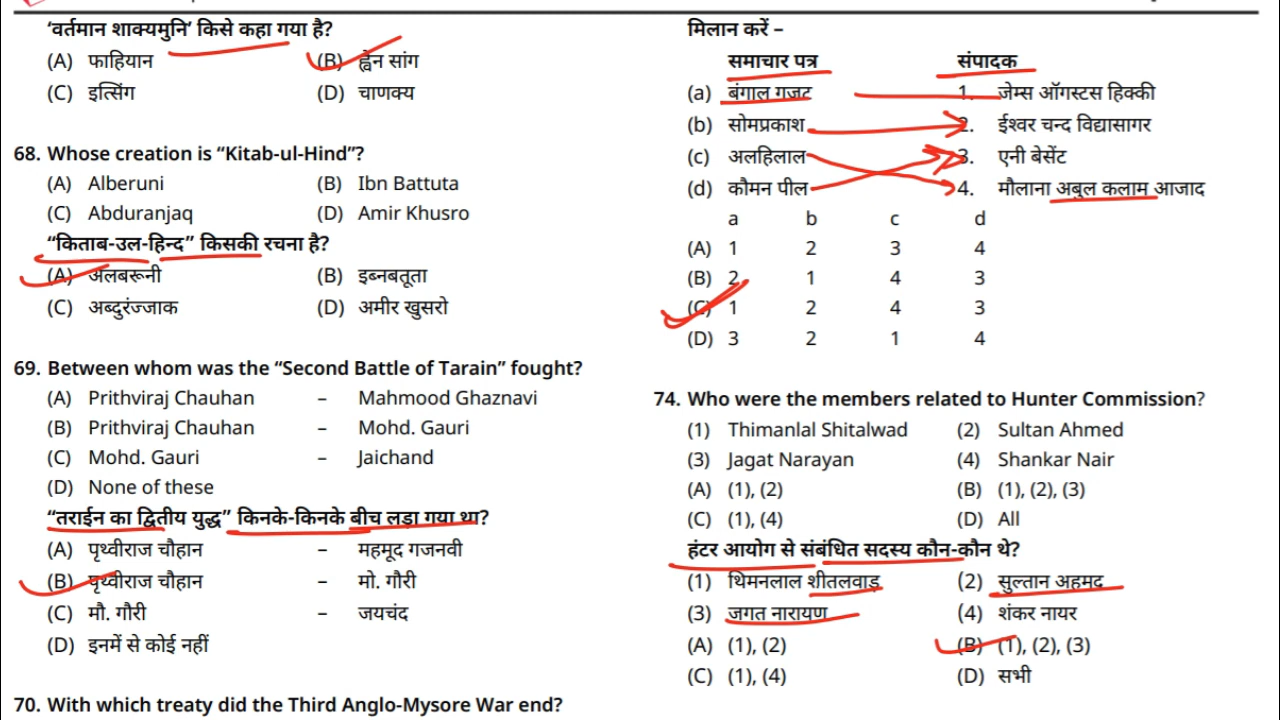 'वर्तमान शाक्यमुनि' किसे कहा गया है?
(A) फाहियान (B) ह्वेन सांग
(C) इत्सिंग (D) चाणक्य
68. Whose creation is “Kitab-ul-Hind”?
(A) Alberuni (B) Ibn Battuta
(C) Abduranjaq (D) Amir Khusro
“किताब-उल-हिन्द” किसकी रचना है?
(A) अलबरूनी (B) इब्नबतूता
(C) अब्दुरंज्जाक (D) अमीर खुसरो
69. Between whom was the “Second Battle of Tarain” fought?
(A) Prithviraj Chauhan – Mahmood Ghaznavi
(B) Prithviraj Chauhan – Mohd. Gauri
(C) Mohd. Gauri – Jaichand
(D) None of these
“तराईन का द्वितीय युद्ध” किनके-किनके बीच लड़ा गया था?
(A) पृथ्वीराज चौहान – महमूद गजनवी
(B) पृथ्वीराज चौहान – मो. गौरी
(C) मौ. गौरी – जयचंद
(D) इनमें से कोई नहीं
70. With which treaty did the Third Anglo-Mysore War end?
मिलान करें –
समाचार पत्र संपादक
(a) बंगाल गजट 1. जेम्स ऑगस्टस हिक्की
(b) सोमप्रकाश 2. ईश्वर चन्द विद्यासागर
(c) अलहिलाल 3. एनी बेसेंट
(d) कौमन पील 4. मौलाना अबुल कलाम आजाद
a b c d
(A) 1 2 3 4
(B) 2 1 4 3
(C) 1 2 4 3
(D) 3 2 1 4
74. Who were the members related to Hunter Commission?
(1) Thimanlal Shitalwad (2) Sultan Ahmed
(3) Jagat Narayan (4) Shankar Nair
(A) (1), (2) (B) (1), (2), (3)
(C) (1), (4) (D) All
हंटर आयोग से संबंधित सदस्य कौन-कौन थे?
(1) थिमनलाल शीतलवाड़ (2) सुल्तान अहमद
(3) जगत नारायण (4) शंकर नायर
(A) (1), (2) (B) (1), (2), (3)
(C) (1), (4) (D) सभी